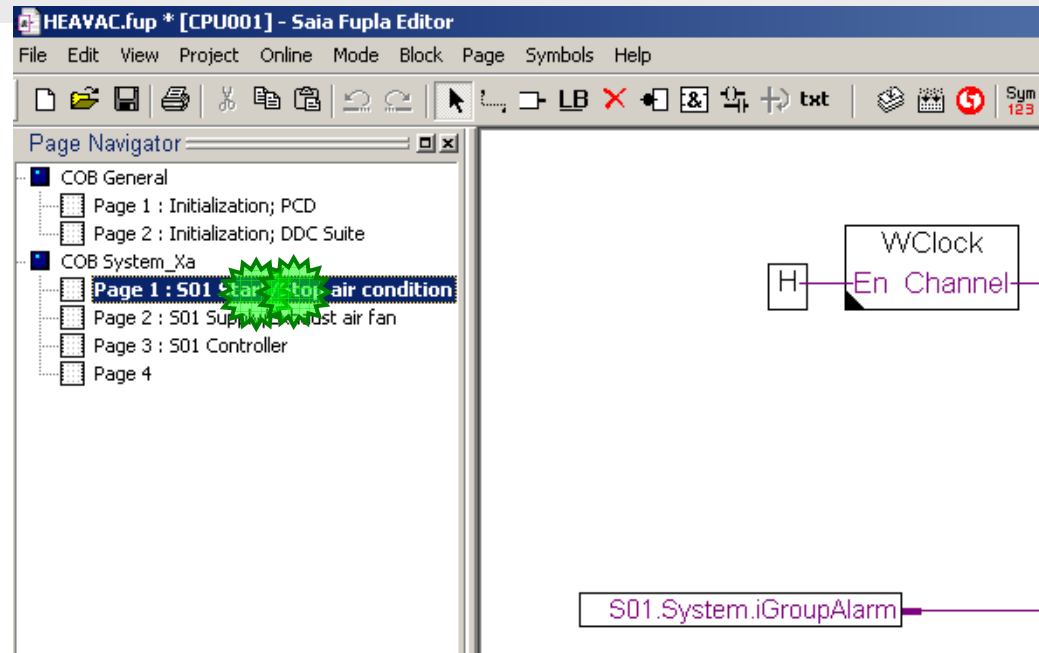 HEAVAC.fup * [CPU001] - Saia Fupla Editor
File Edit View Project Online Mode Block Page Symbols Help
LB & txt Sym 123
Page Navigator
COB General
Page 1 : Initialization; PCD
Page 2 : Initialization; DDC Suite
COB System_Xa
Page 1 : S01 air condition
Page 2 : S01 air fan
Page 3 : S01 Controller
Page 4
WClock
H En Channel
S01.System.iGroupAlarm